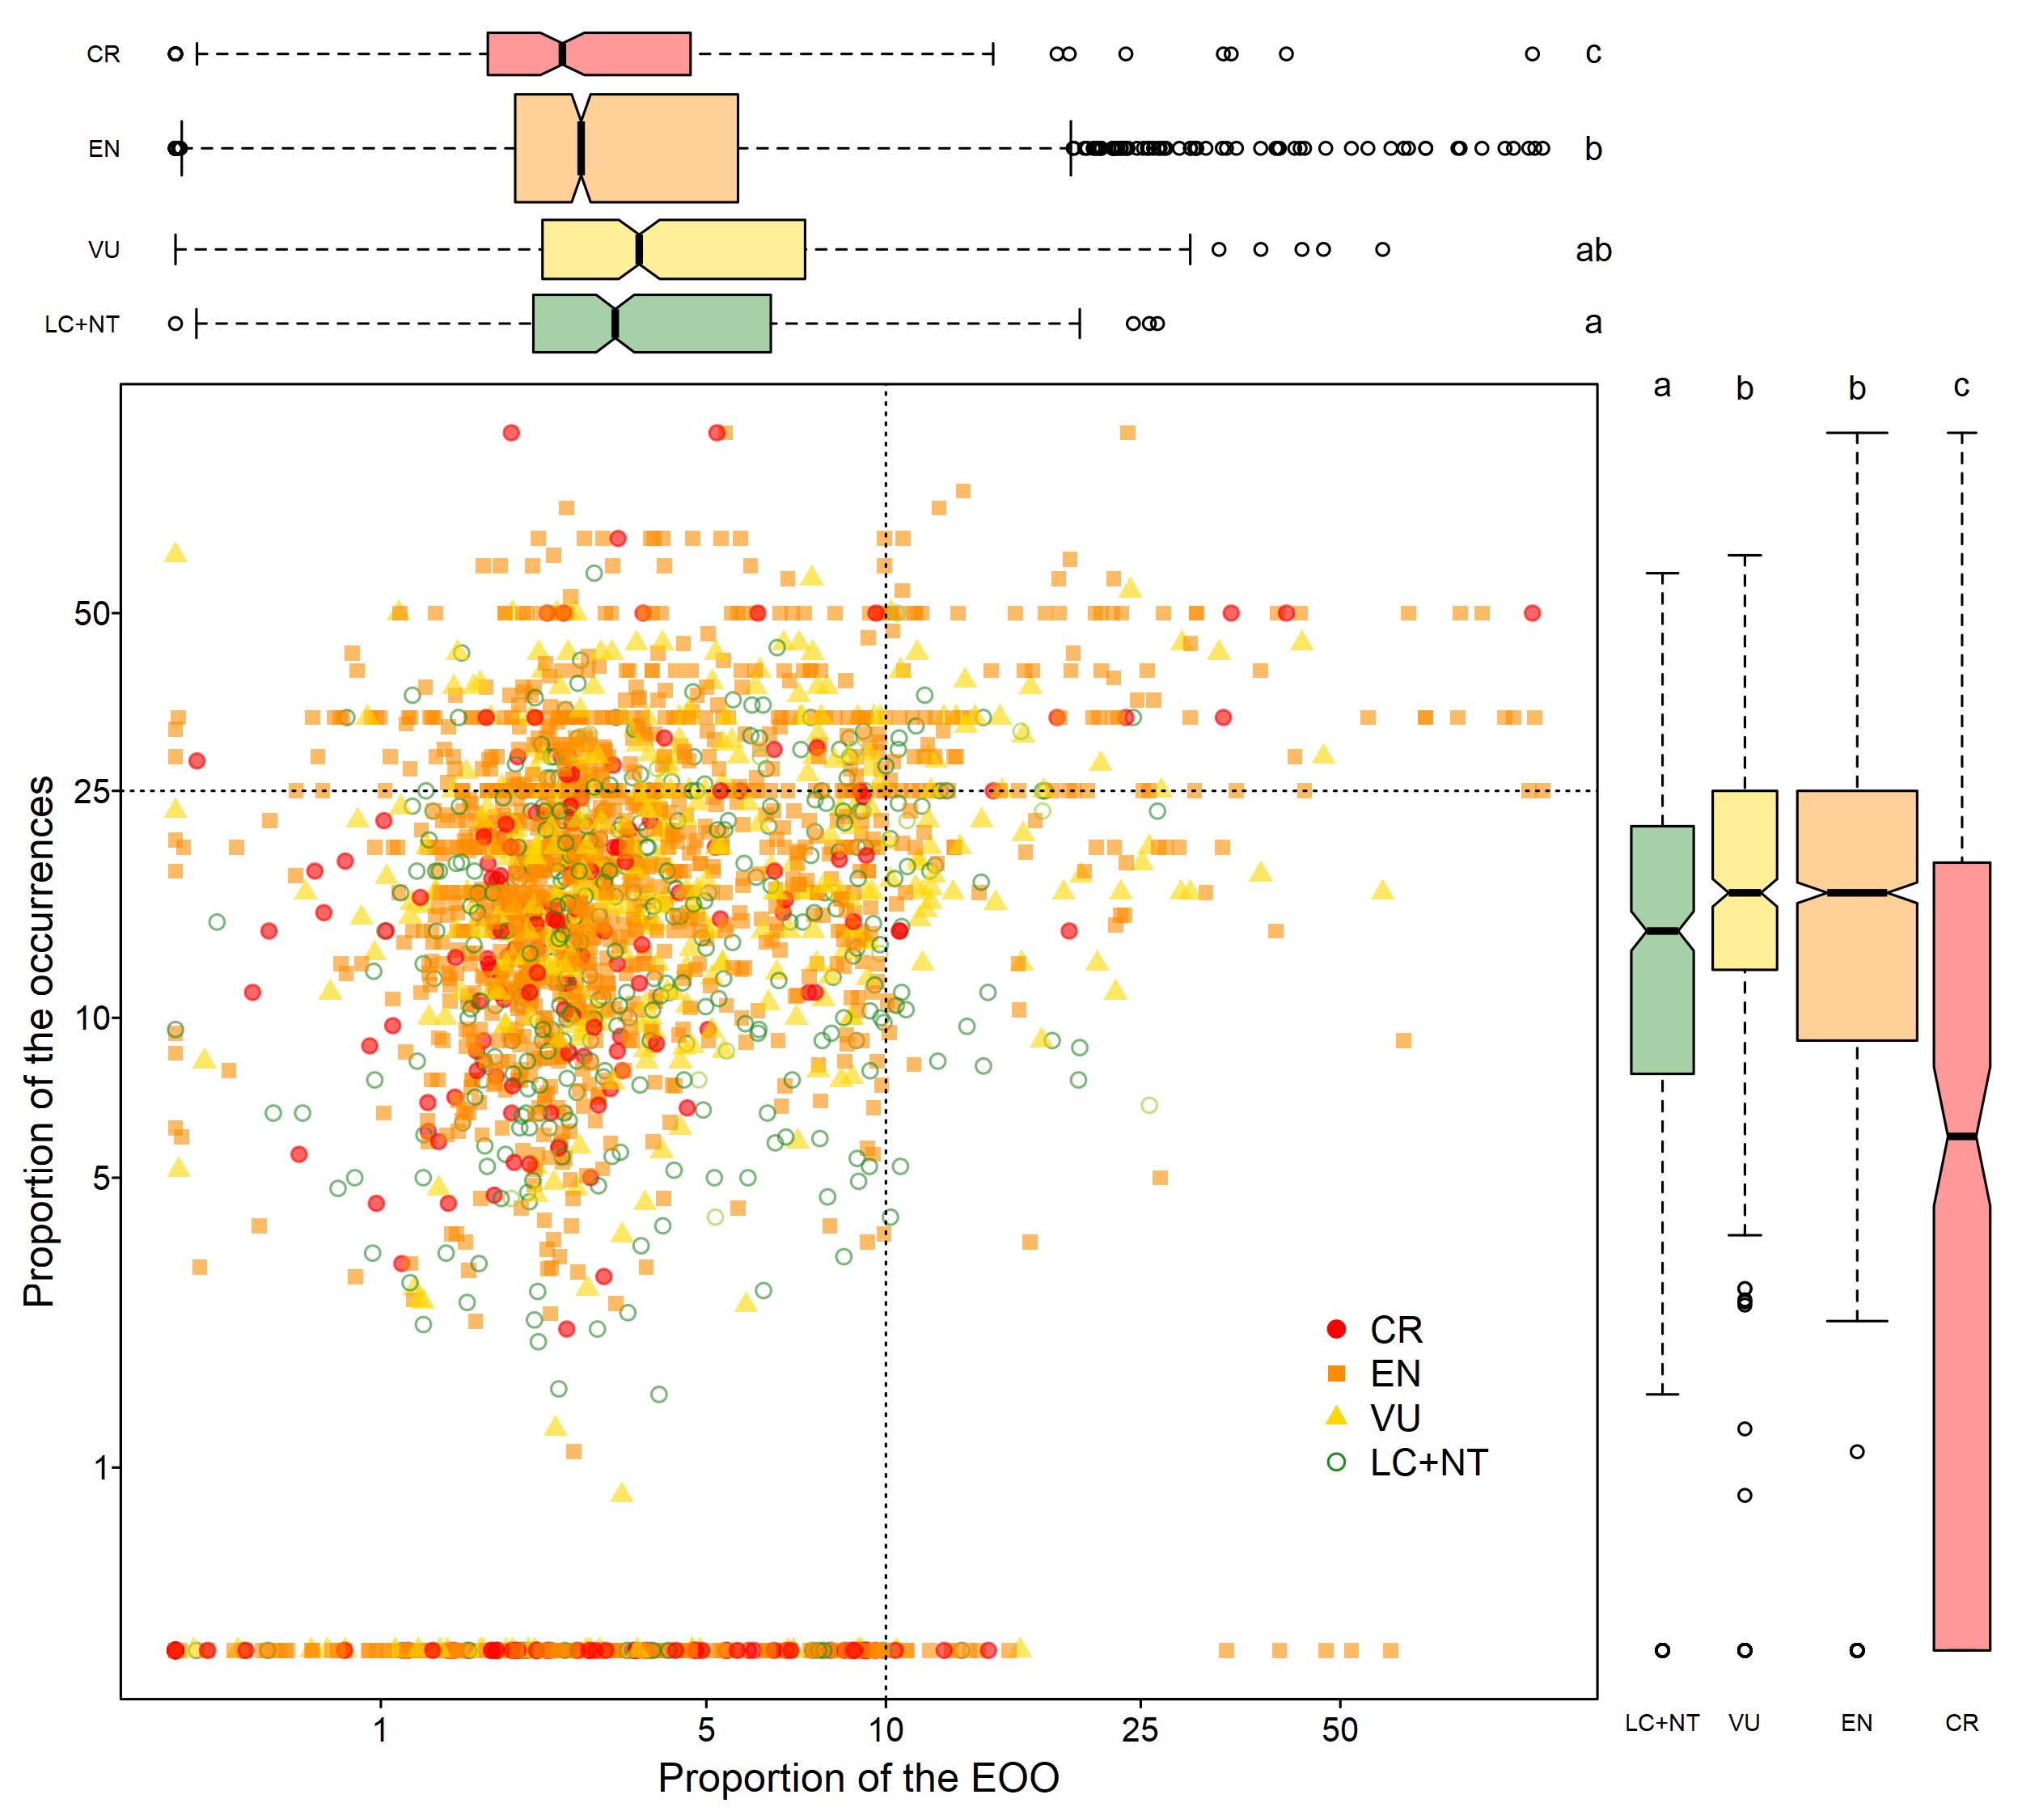 CR c
EN b
VU ab
LC+NT a
a b b c
50
25
10
5
1
Proportion of the occurrences
CR
EN
VU
LC+NT
1 5 10 25 50
Proportion of the EOO
LC+NT VU EN CR